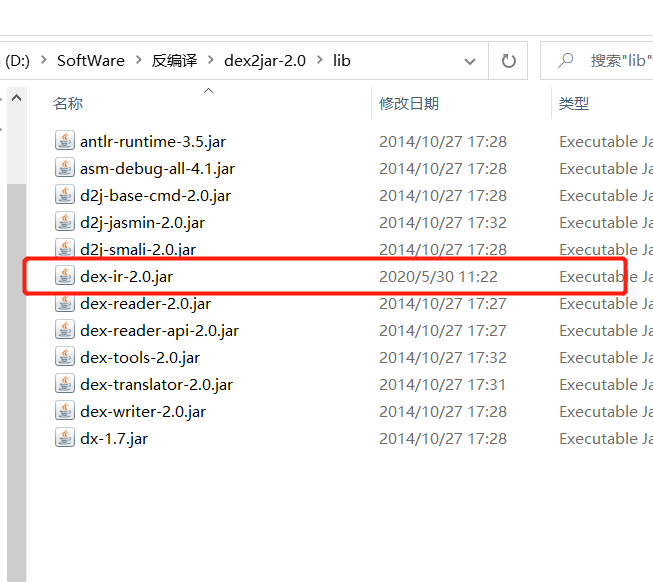 (D:) > SoftWare > 反编译 > dex2jar-2.0 > lib 搜索"lib"
名称 修改日期 类型
antlr-runtime-3.5.jar 2014/10/27 17:28 Executable Ja
asm-debug-all-4.1.jar 2014/10/27 17:28 Executable Ja
d2j-base-cmd-2.0.jar 2014/10/27 17:28 Executable Ja
d2j-jasmin-2.0.jar 2014/10/27 17:32 Executable Ja
d2j-smali-2.0.jar 2014/10/27 17:28 Executable Ja
dex-ir-2.0.jar 2020/5/30 11:22 Executable Ja
dex-reader-2.0.jar 2014/10/27 17:27 Executable Ja
dex-reader-api-2.0.jar 2014/10/27 17:27 Executable Ja
dex-tools-2.0.jar 2014/10/27 17:32 Executable Ja
dex-translator-2.0.jar 2014/10/27 17:31 Executable Ja
dex-writer-2.0.jar 2014/10/27 17:28 Executable Ja
dx-1.7.jar 2014/10/27 17:28 Executable Ja